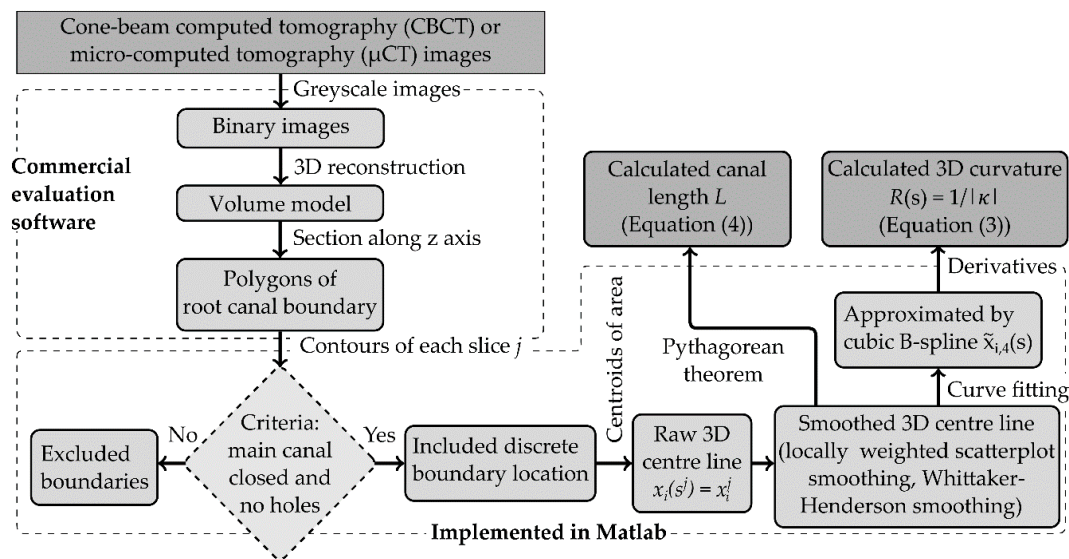 Cone-beam computed tomography (CBCT) or
micro-computed tomography (μCT) images
Greyscale images
Binary images
3D reconstruction
Commercial
evaluation
software
Volume model
Section along z axis
Polygons of
root canal boundary
Contours of each slice j
Criteria:
main canal
closed and
no holes
No
Excluded
boundaries
Yes
Included discrete
boundary location
Centroids of area
Raw 3D
centre line
xᵢ(sʲ) = xᵢʲ
Smoothed 3D centre line
(locally weighted scatterplot
smoothing, Whittaker-
Henderson smoothing)
Pythagorean
theorem
Calculated canal
length L
(Equation (4))
Curve fitting
Approximated by
cubic B-spline x̃ᵢ,₄(s)
Derivatives
Calculated 3D curvature
R(s) = 1/|κ|
(Equation (3))
Implemented in Matlab